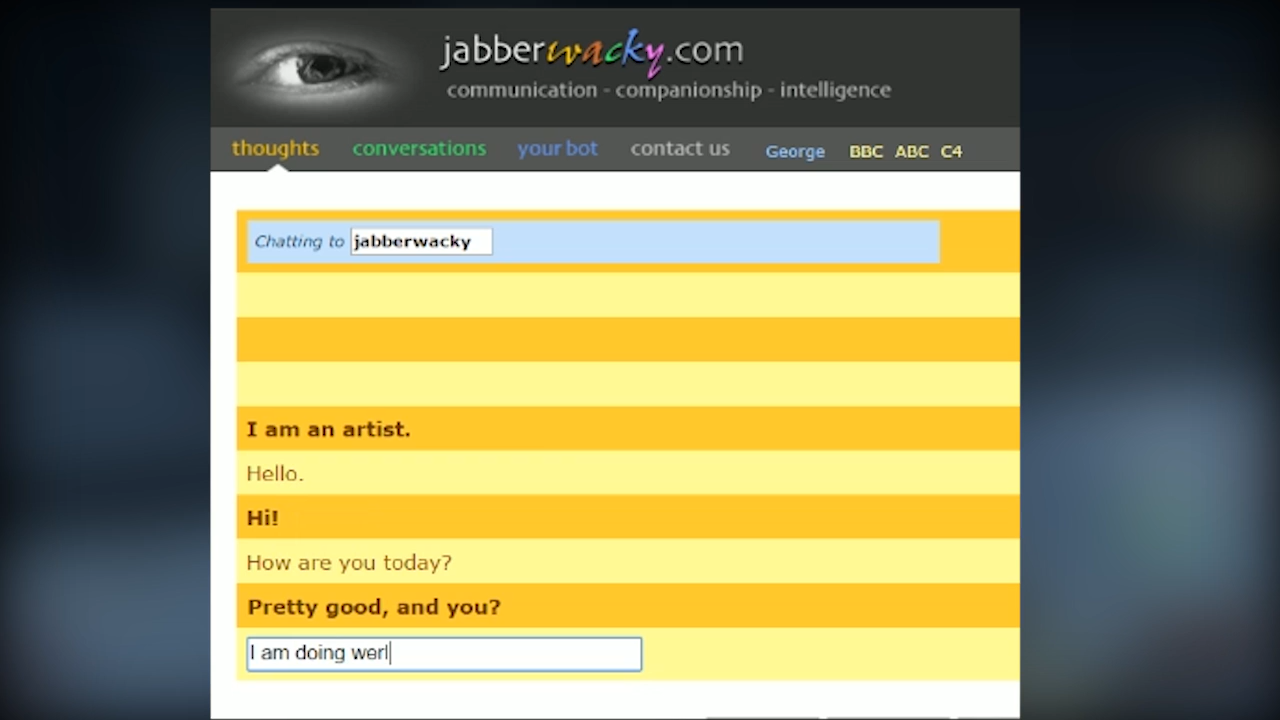 jabberwacky.com
communication - companionship - intelligence
thoughts conversations your bot contact us George BBC ABC C4
Chatting to jabberwacky
I am an artist.
Hello.
Hi!
How are you today?
Pretty good, and you?
I am doing werl